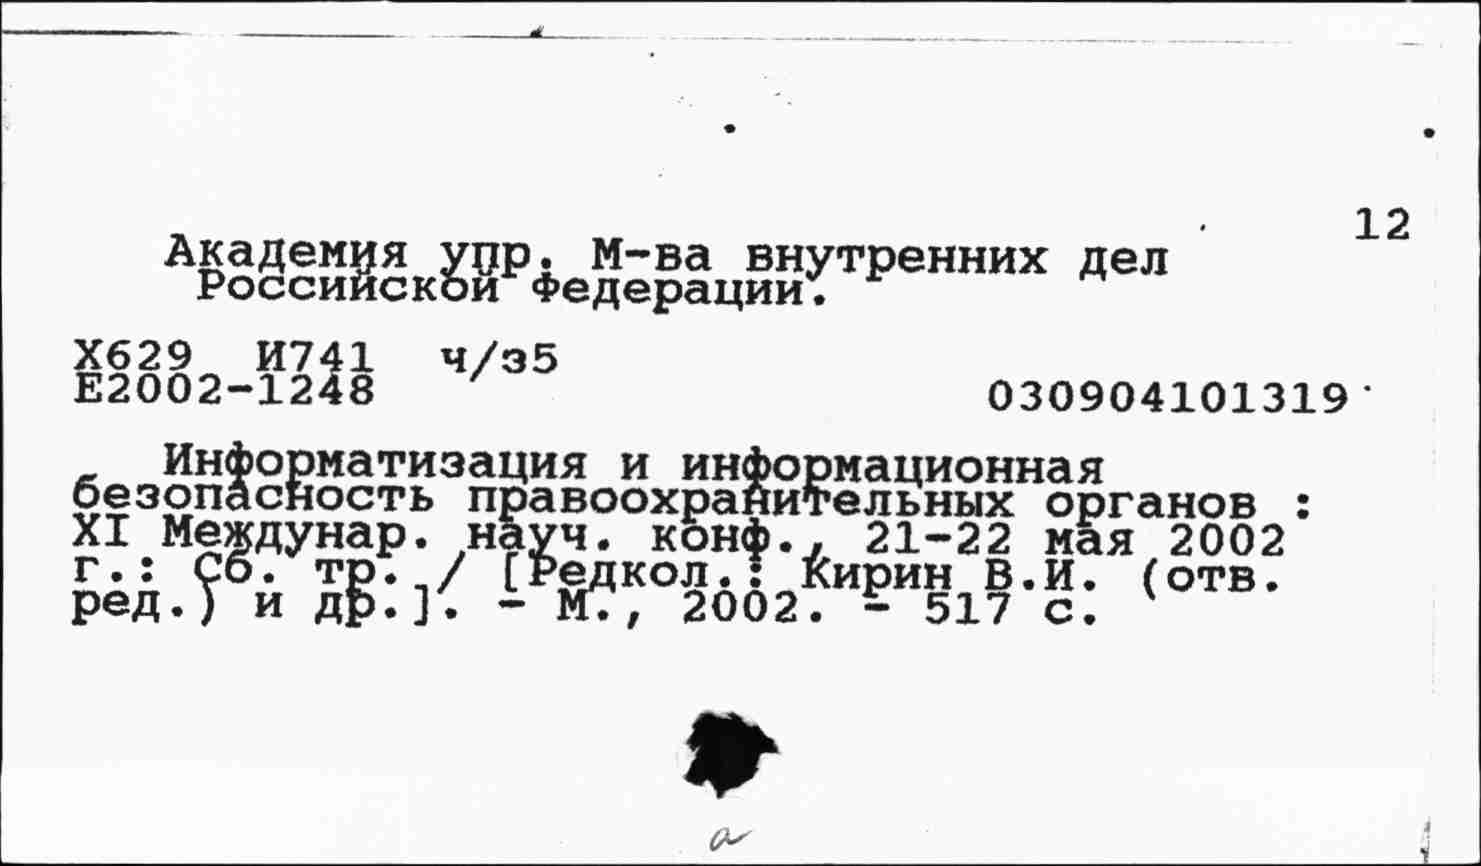 12
Академия упр. М-ва внутренних дел
Российской Федерации.
Х629 И741 ч/з5
Е2002-1248
030904101319
Информатизация и информационная
безопасность правоохранительных органов :
XI Междунар. науч. конф., 21-22 мая 2002
г.: Сб. тр. / [Редкол.: Кирин В.И. (отв.
ред.) и др.]. - М., 2002. - 517 с.
а